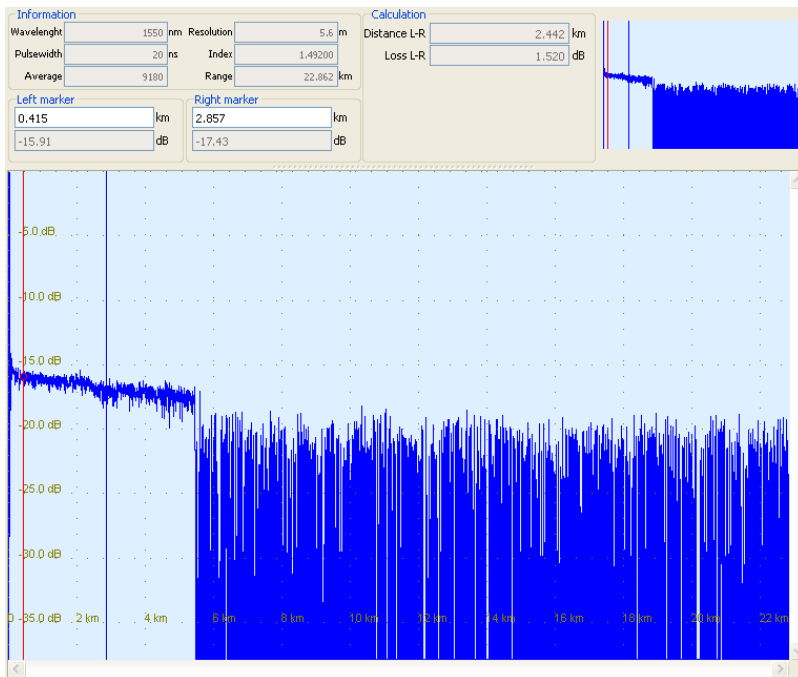 Information
Wavelenght 1550 nm Resolution 5.6 m
Pulsewidth 20 ns Index 1.49200
Average 9180 Range 22.862 km
Calculation
Distance L-R 2.442 km
Loss L-R 1.520 dB
Left marker
0.415 km
-15.91 dB
Right marker
2.857 km
-17.43 dB
-5.0 dB
-10.0 dB
-15.0 dB
-20.0 dB
-25.0 dB
-30.0 dB
0 -35.0 dB 2 km 4 km 6 km 8 km 10 km 12 km 14 km 16 km 18 km 20 km 22 km